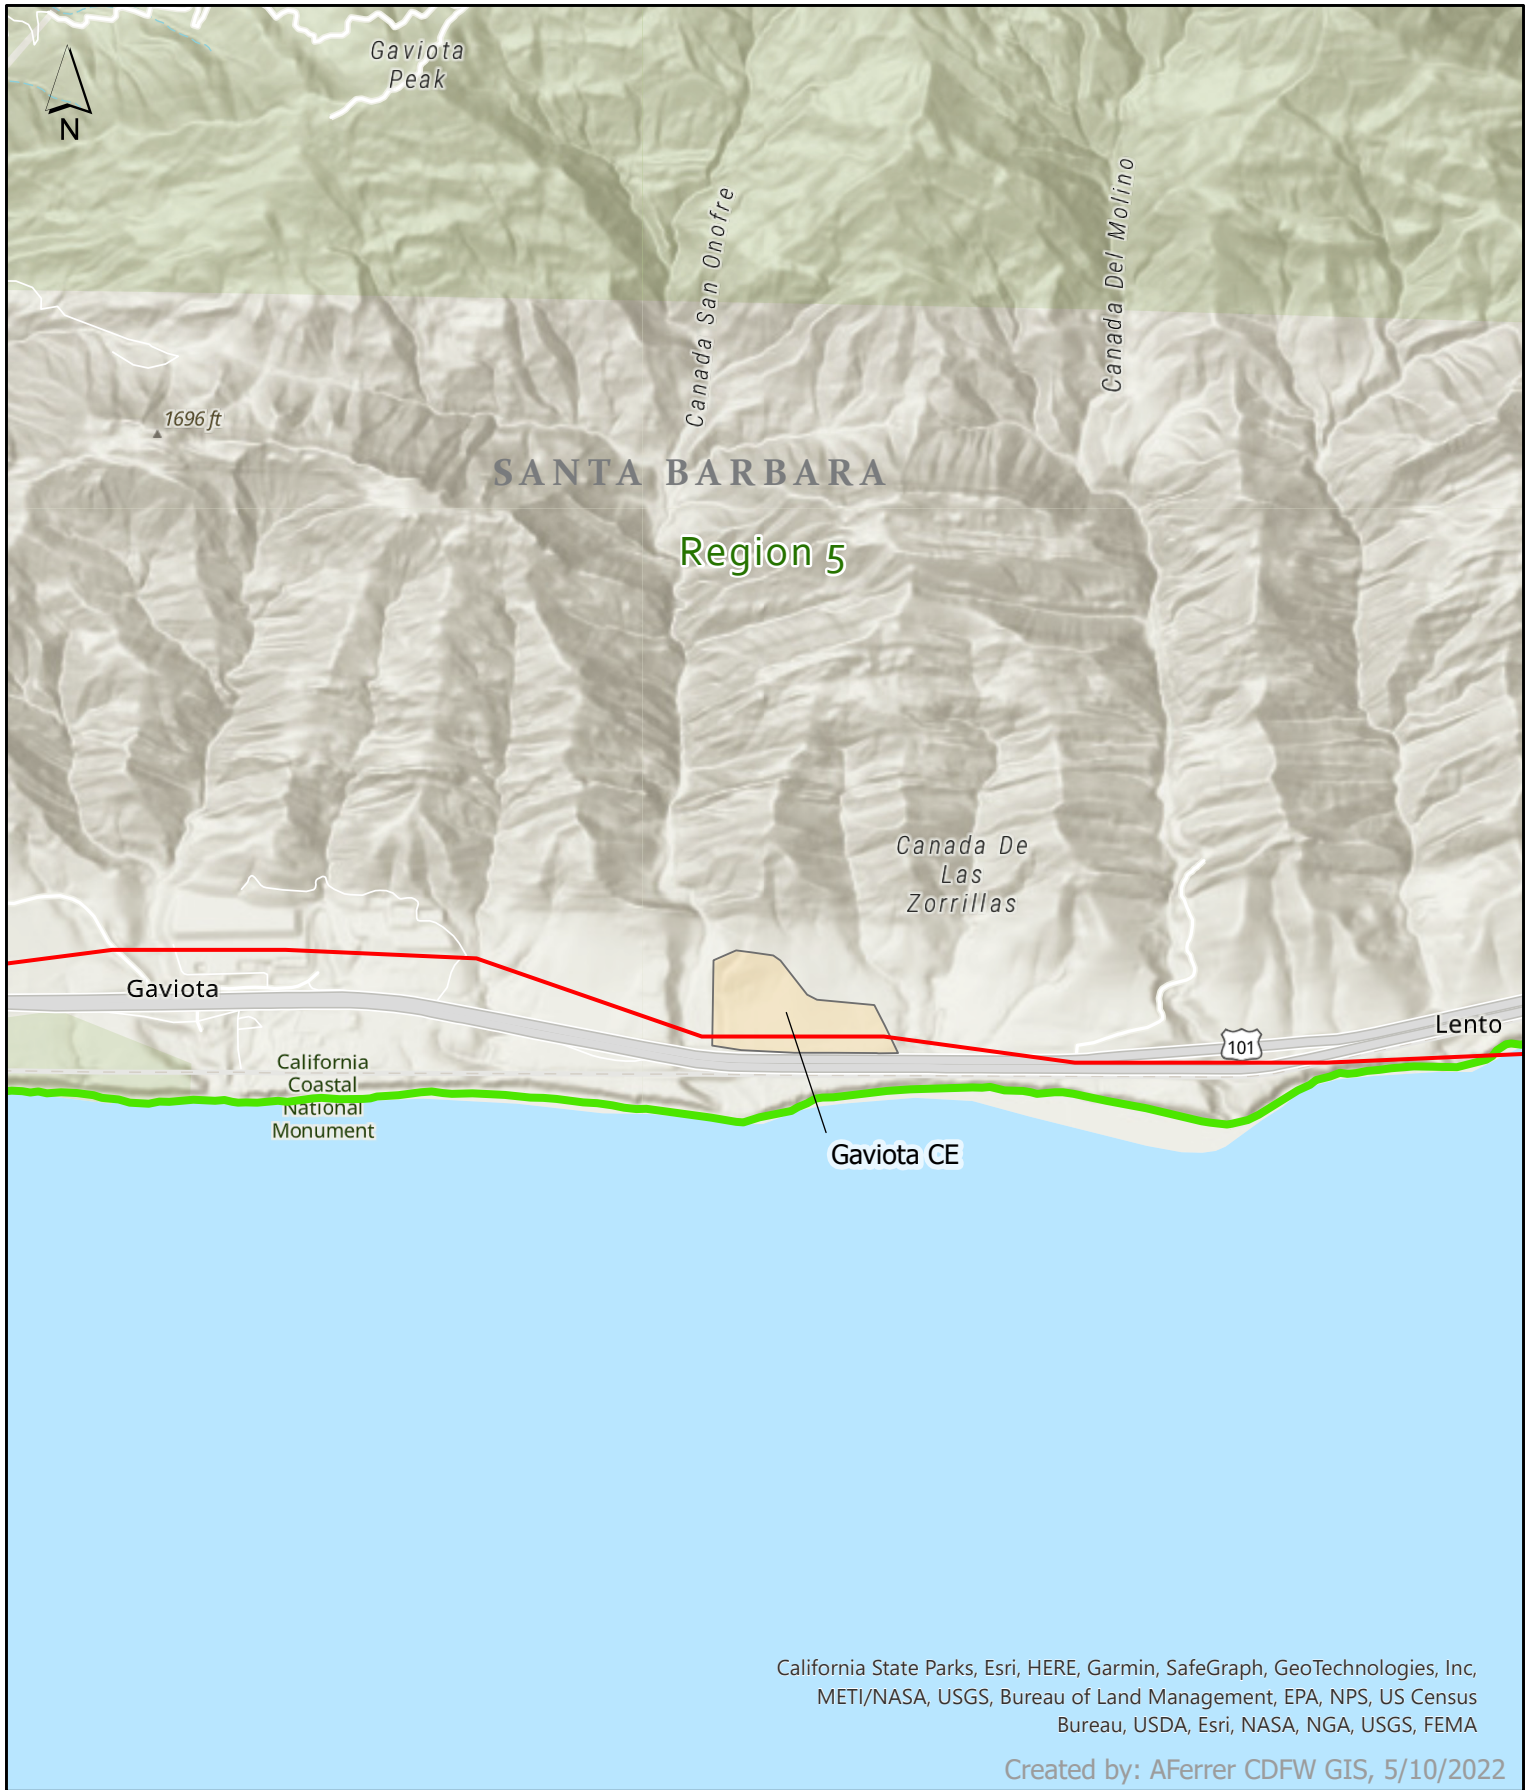 Gaviota
Peak
N
Canada San Onofre
Canada Del Molino
1696 ft
SANTA BARBARA
Region 5
Canada De
Las
Zorrillas
Gaviota
Lento
101
California
Coastal
National
Monument
Gaviota CE
California State Parks, Esri, HERE, Garmin, SafeGraph, GeoTechnologies, Inc,
METI/NASA, USGS, Bureau of Land Management, EPA, NPS, US Census
Bureau, USDA, Esri, NASA, NGA, USGS, FEMA
Created by: AFerrer CDFW GIS, 5/10/2022